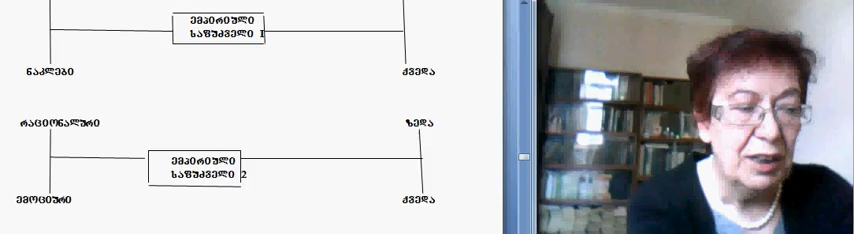 ემპირიული
საფუძველი 1
ნაკლები ქვედა
რაციონალური ზედა
ემპირიული
საფუძველი 2
ემოციური ქვედა